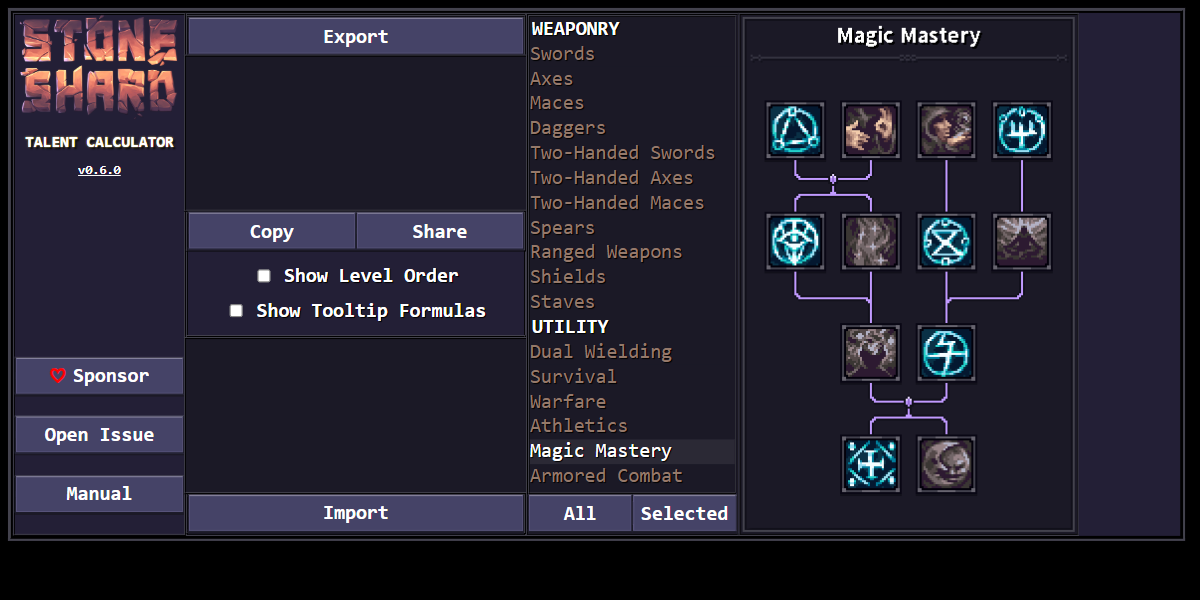 STONE
SHARD
TALENT CALCULATOR
v0.6.0
Sponsor
Open Issue
Manual
Export
Copy
Share
Show Level Order
Show Tooltip Formulas
Import
WEAPONRY
Swords
Axes
Maces
Daggers
Two-Handed Swords
Two-Handed Axes
Two-Handed Maces
Spears
Ranged Weapons
Shields
Staves
UTILITY
Dual Wielding
Survival
Warfare
Athletics
Magic Mastery
Armored Combat
All
Selected
Magic Mastery